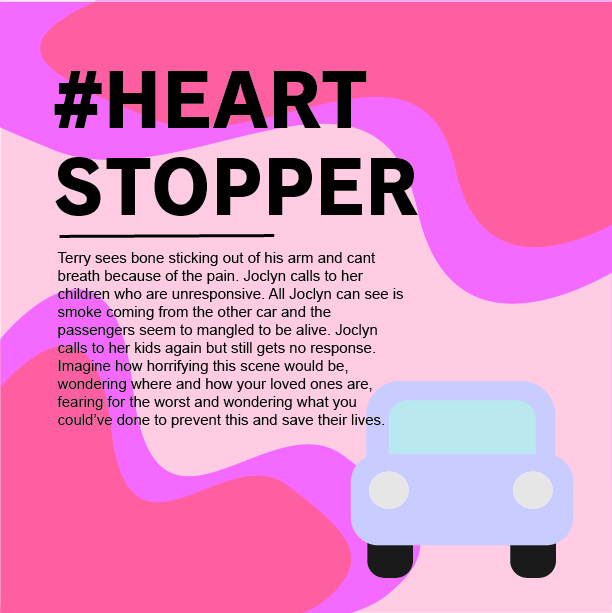 #HEART
STOPPER
Terry sees bone sticking out of his arm and cant
breath because of the pain. Joclyn calls to her
children who are unresponsive. All Joclyn can see is
smoke coming from the other car and the
passengers seem to mangled to be alive. Joclyn
calls to her kids again but still gets no response.
Imagine how horrifying this scene would be,
wondering where and how your loved ones are,
fearing for the worst and wondering what you
could’ve done to prevent this and save their lives.